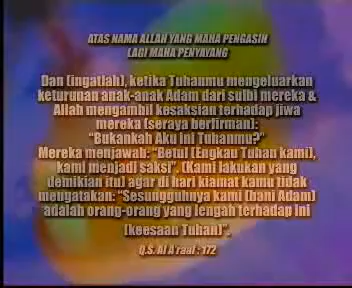 ATAS NAMA ALLAH YANG MAHA PENGASIH
LAGI MAHA PENYAYANG
Dan (ingatlah), ketika Tuhanmu mengeluarkan
keturunan anak-anak Adam dari sulbi mereka &
Allah mengambil kesaksian terhadap jiwa
mereka (seraya berfirman):
"Bukankah Aku ini Tuhanmu?"
Mereka menjawab: "Betul (Engkau Tuhan kami),
kami menjadi saksi". (Kami lakukan yang
demikian itu) agar di hari kiamat kamu tidak
mengatakan: "Sesungguhnya kami (bani Adam)
adalah orang-orang yang lengah terhadap ini
(keesaan Tuhan)".
Q.S. Al A'raaf : 172